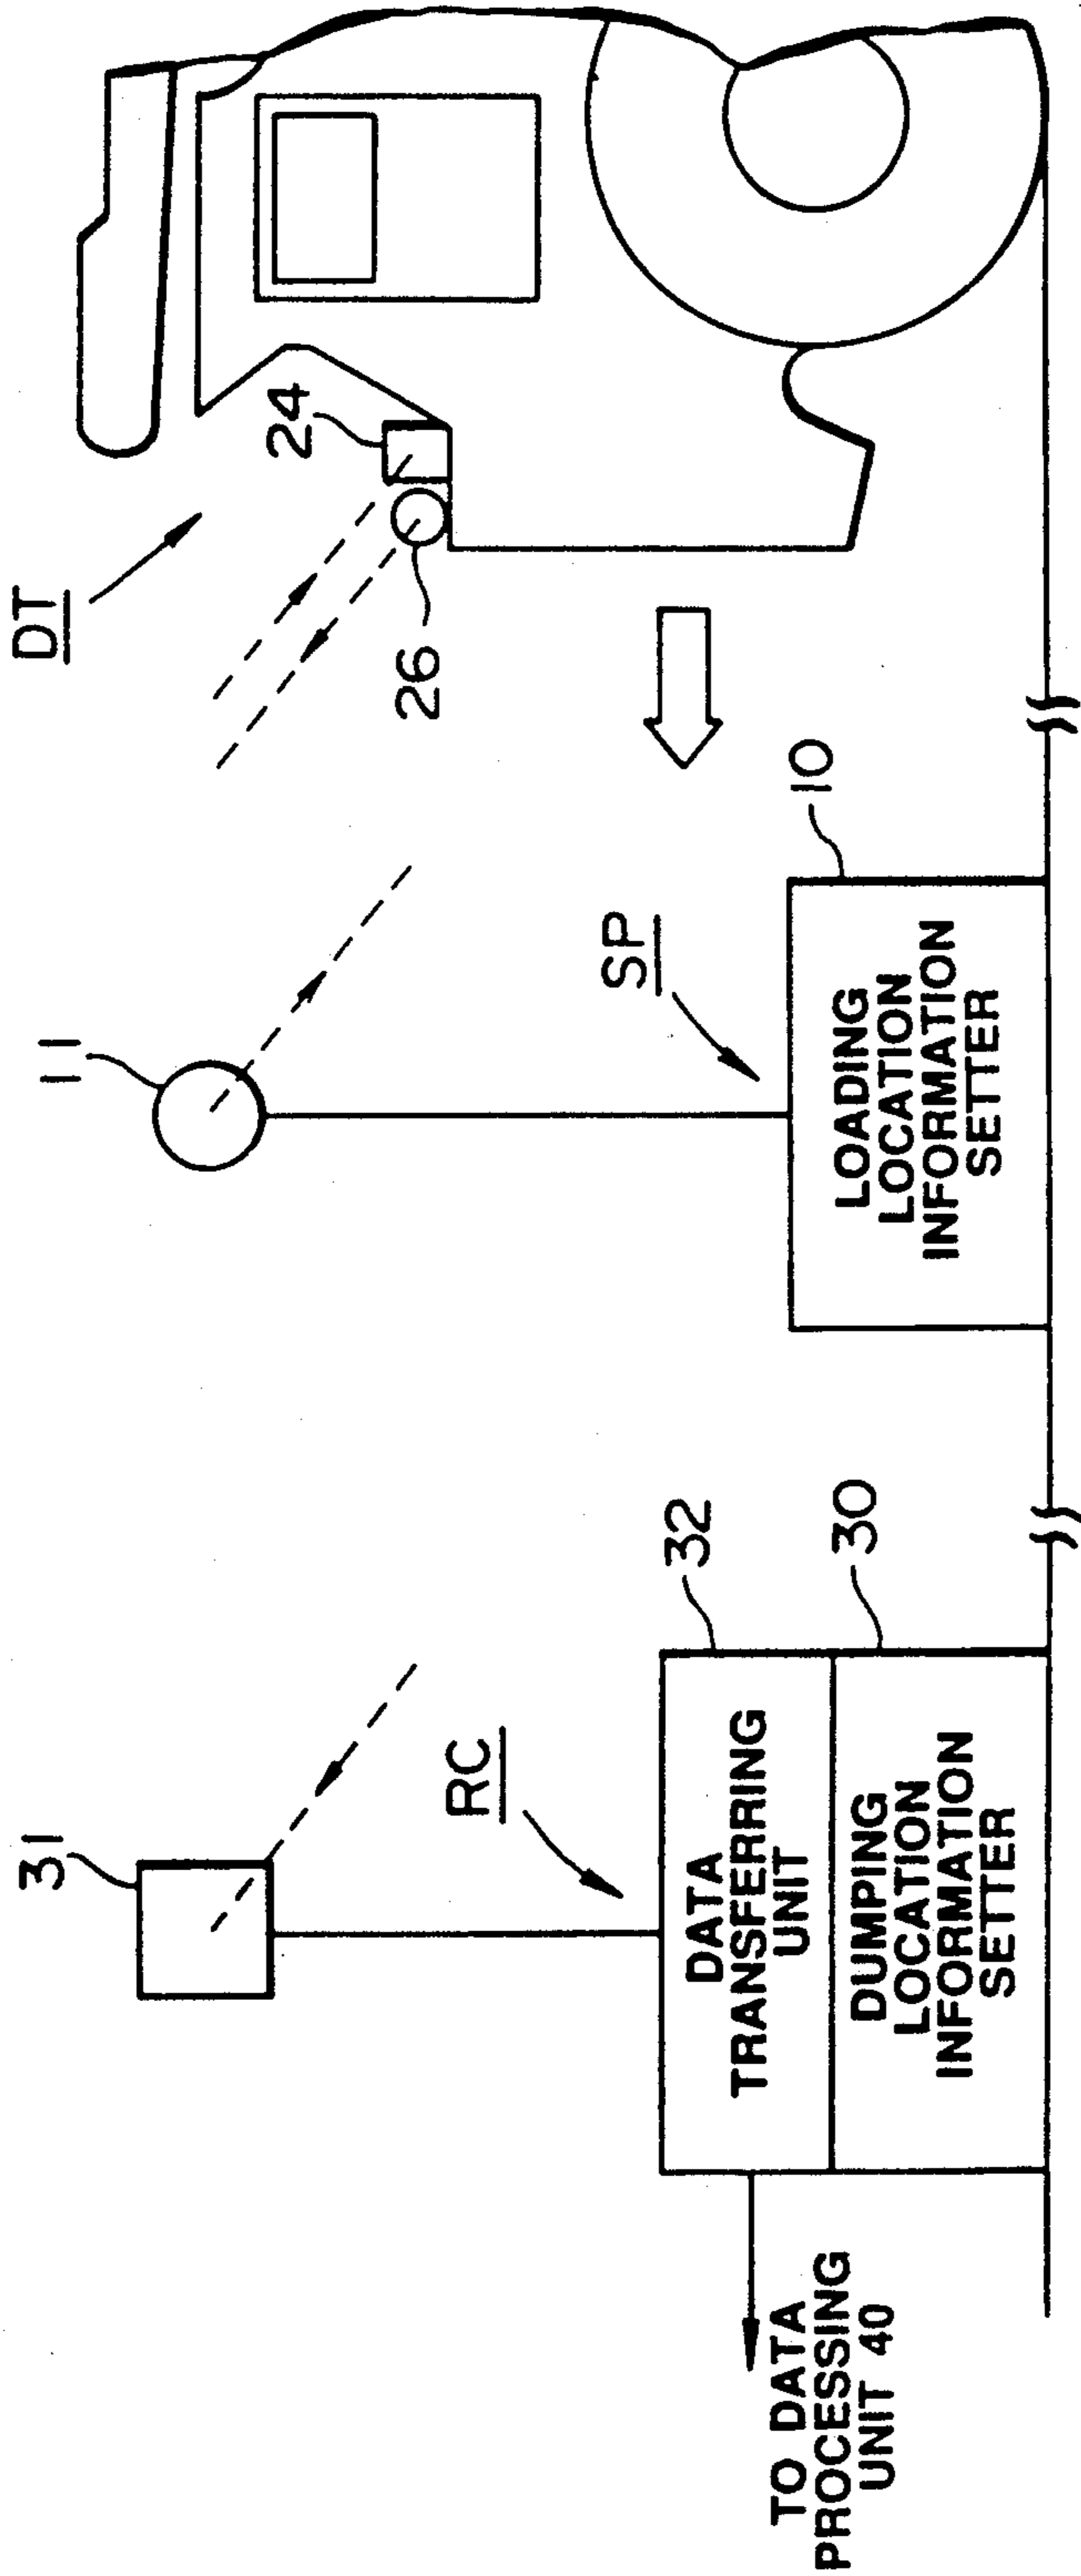 31
11
DT
24
26
RC
32
SP
10
30
DATA
TRANSFERRING
UNIT
DUMPING
LOCATION
INFORMATION
SETTER
LOADING
LOCATION
INFORMATION
SETTER
TO DATA
PROCESSING
UNIT 40